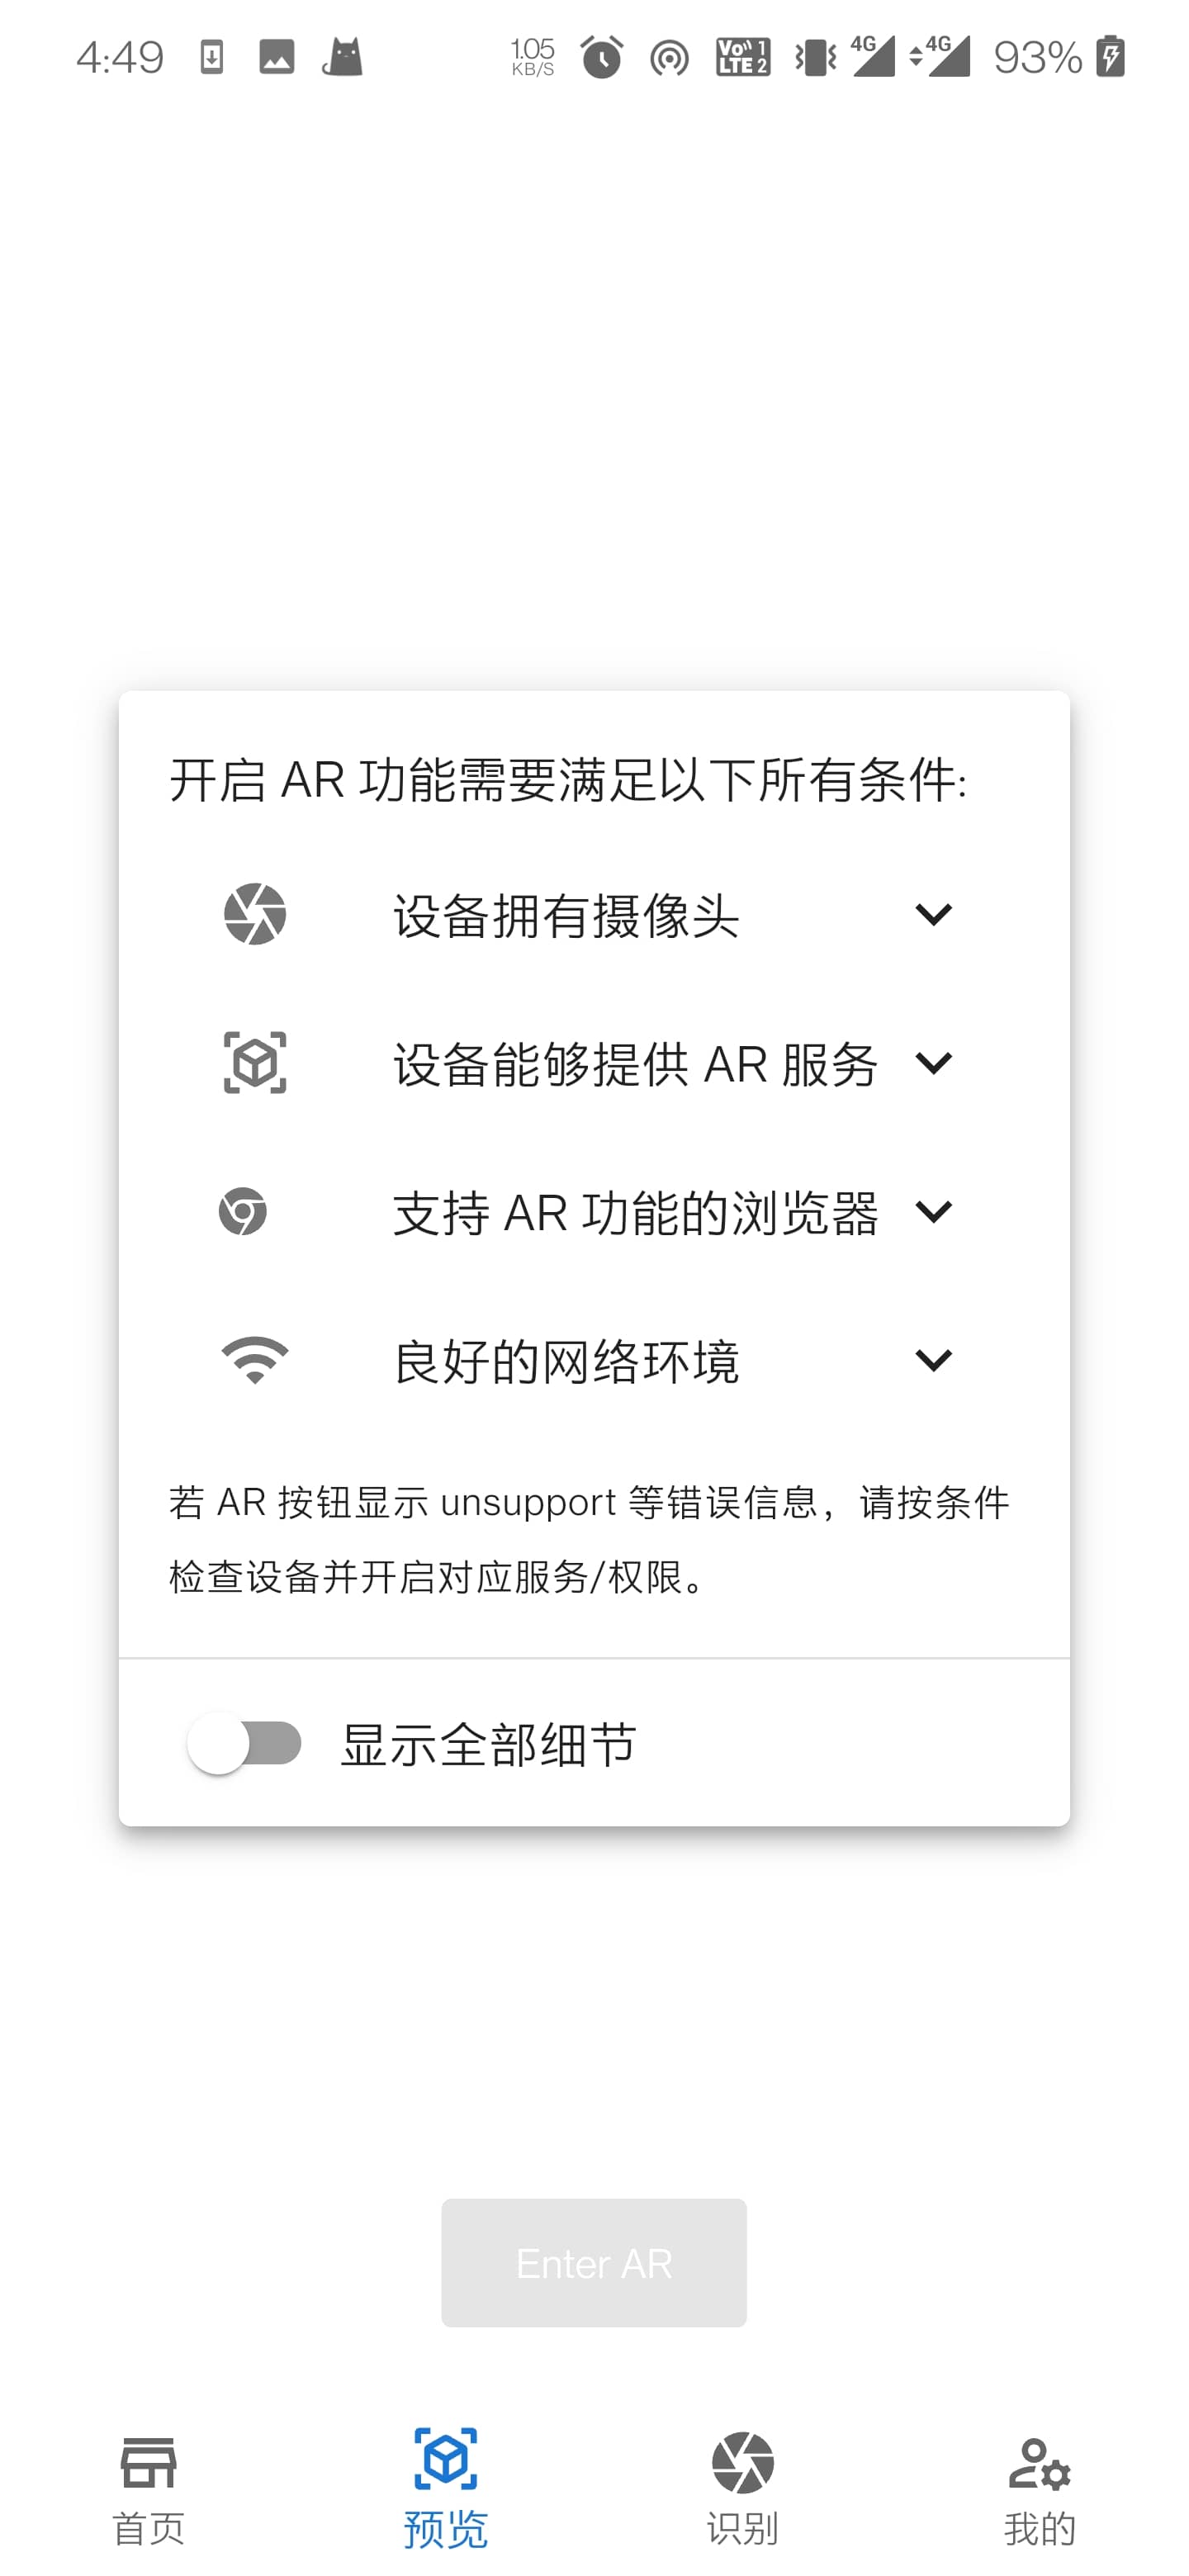 4:49 1.05 KB/S Vo)) 1 LTE 2 4G 4G 93%
开启 AR 功能需要满足以下所有条件:
设备拥有摄像头
设备能够提供 AR 服务
支持 AR 功能的浏览器
良好的网络环境
若 AR 按钮显示 unsupport 等错误信息，请按条件
检查设备并开启对应服务/权限。
显示全部细节
Enter AR
首页 预览 识别 我的